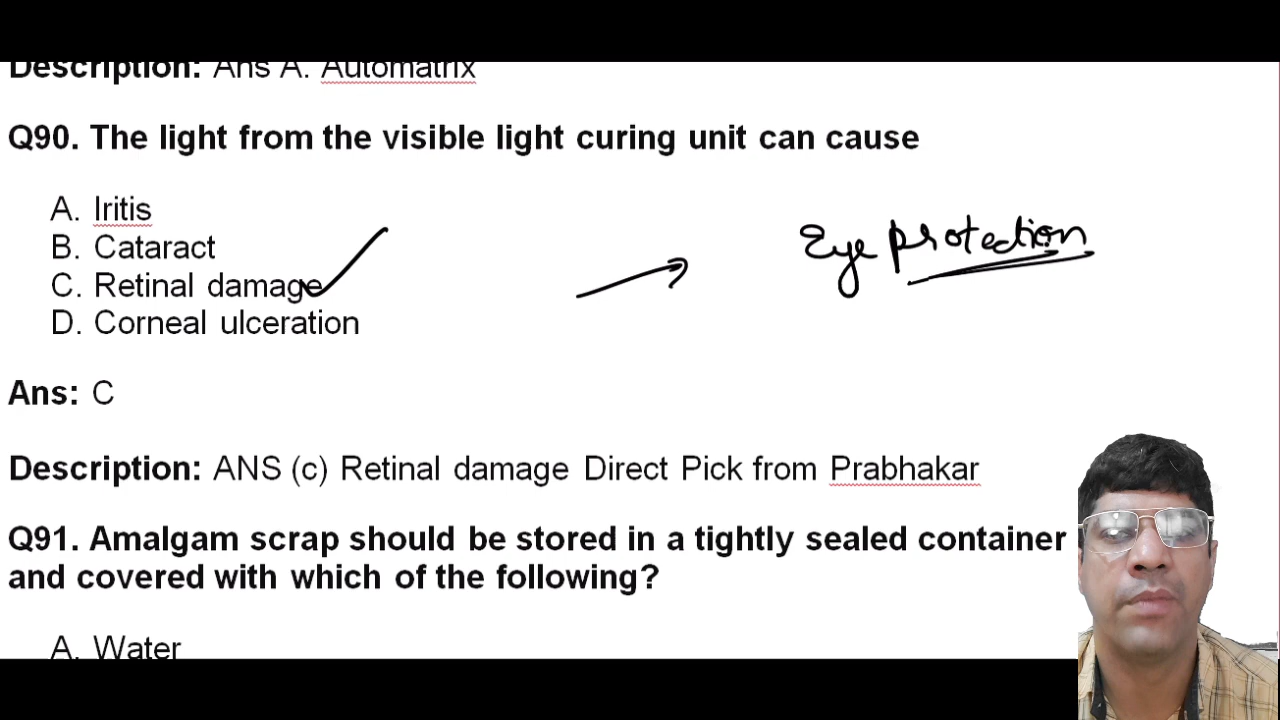 Description: Ans A. Automatrix
Q90. The light from the visible light curing unit can cause
A. Iritis
B. Cataract
C. Retinal damage
D. Corneal ulceration
Eye protection
Ans: C
Description: ANS (c) Retinal damage Direct Pick from Prabhakar
Q91. Amalgam scrap should be stored in a tightly sealed container
and covered with which of the following?
A. Water